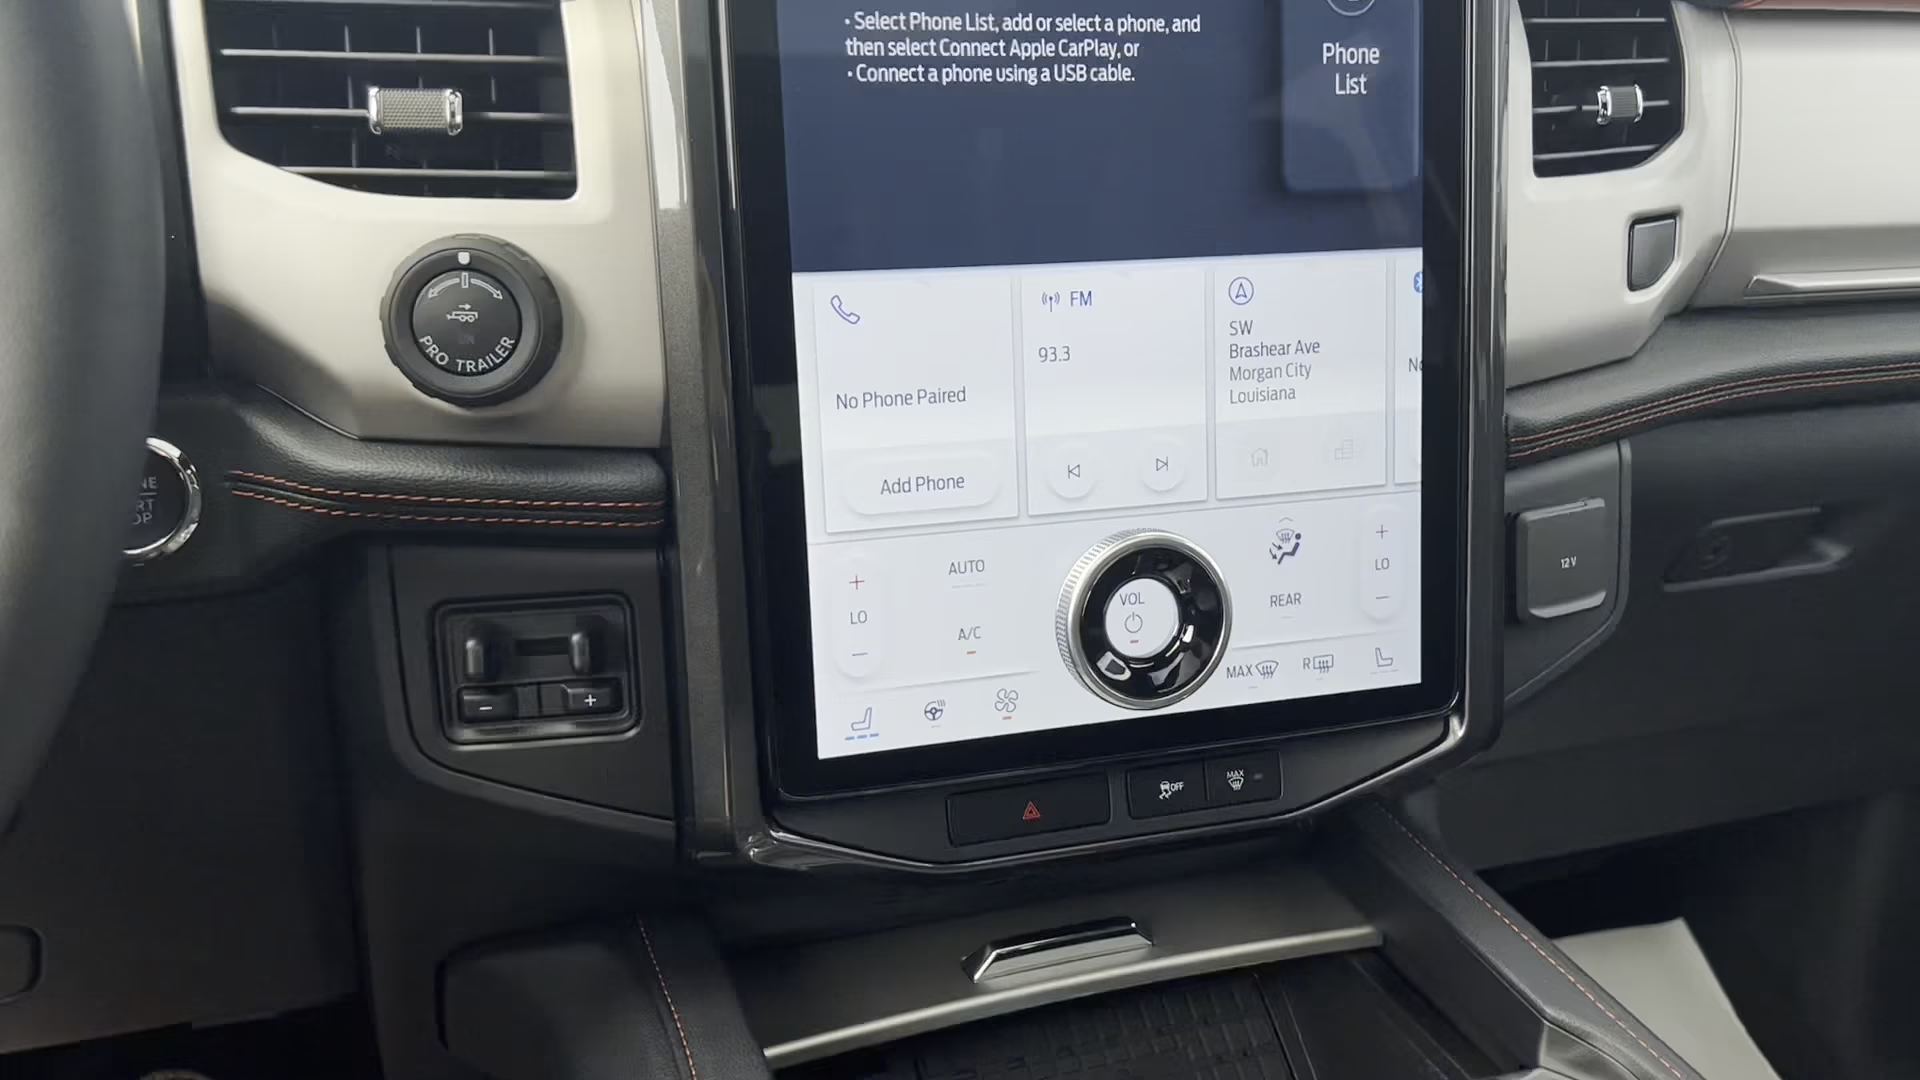 • Select Phone List, add or select a phone, and
then select Connect Apple CarPlay, or
• Connect a phone using a USB cable.
Phone
List
PRO TRAILER
No Phone Paired
Add Phone
FM
93.3
SW
Brashear Ave
Morgan City
Louisiana
+
LO
−
AUTO
A/C
VOL
REAR
+
LO
−
MAX
R
12V
− +
OFF
MAX